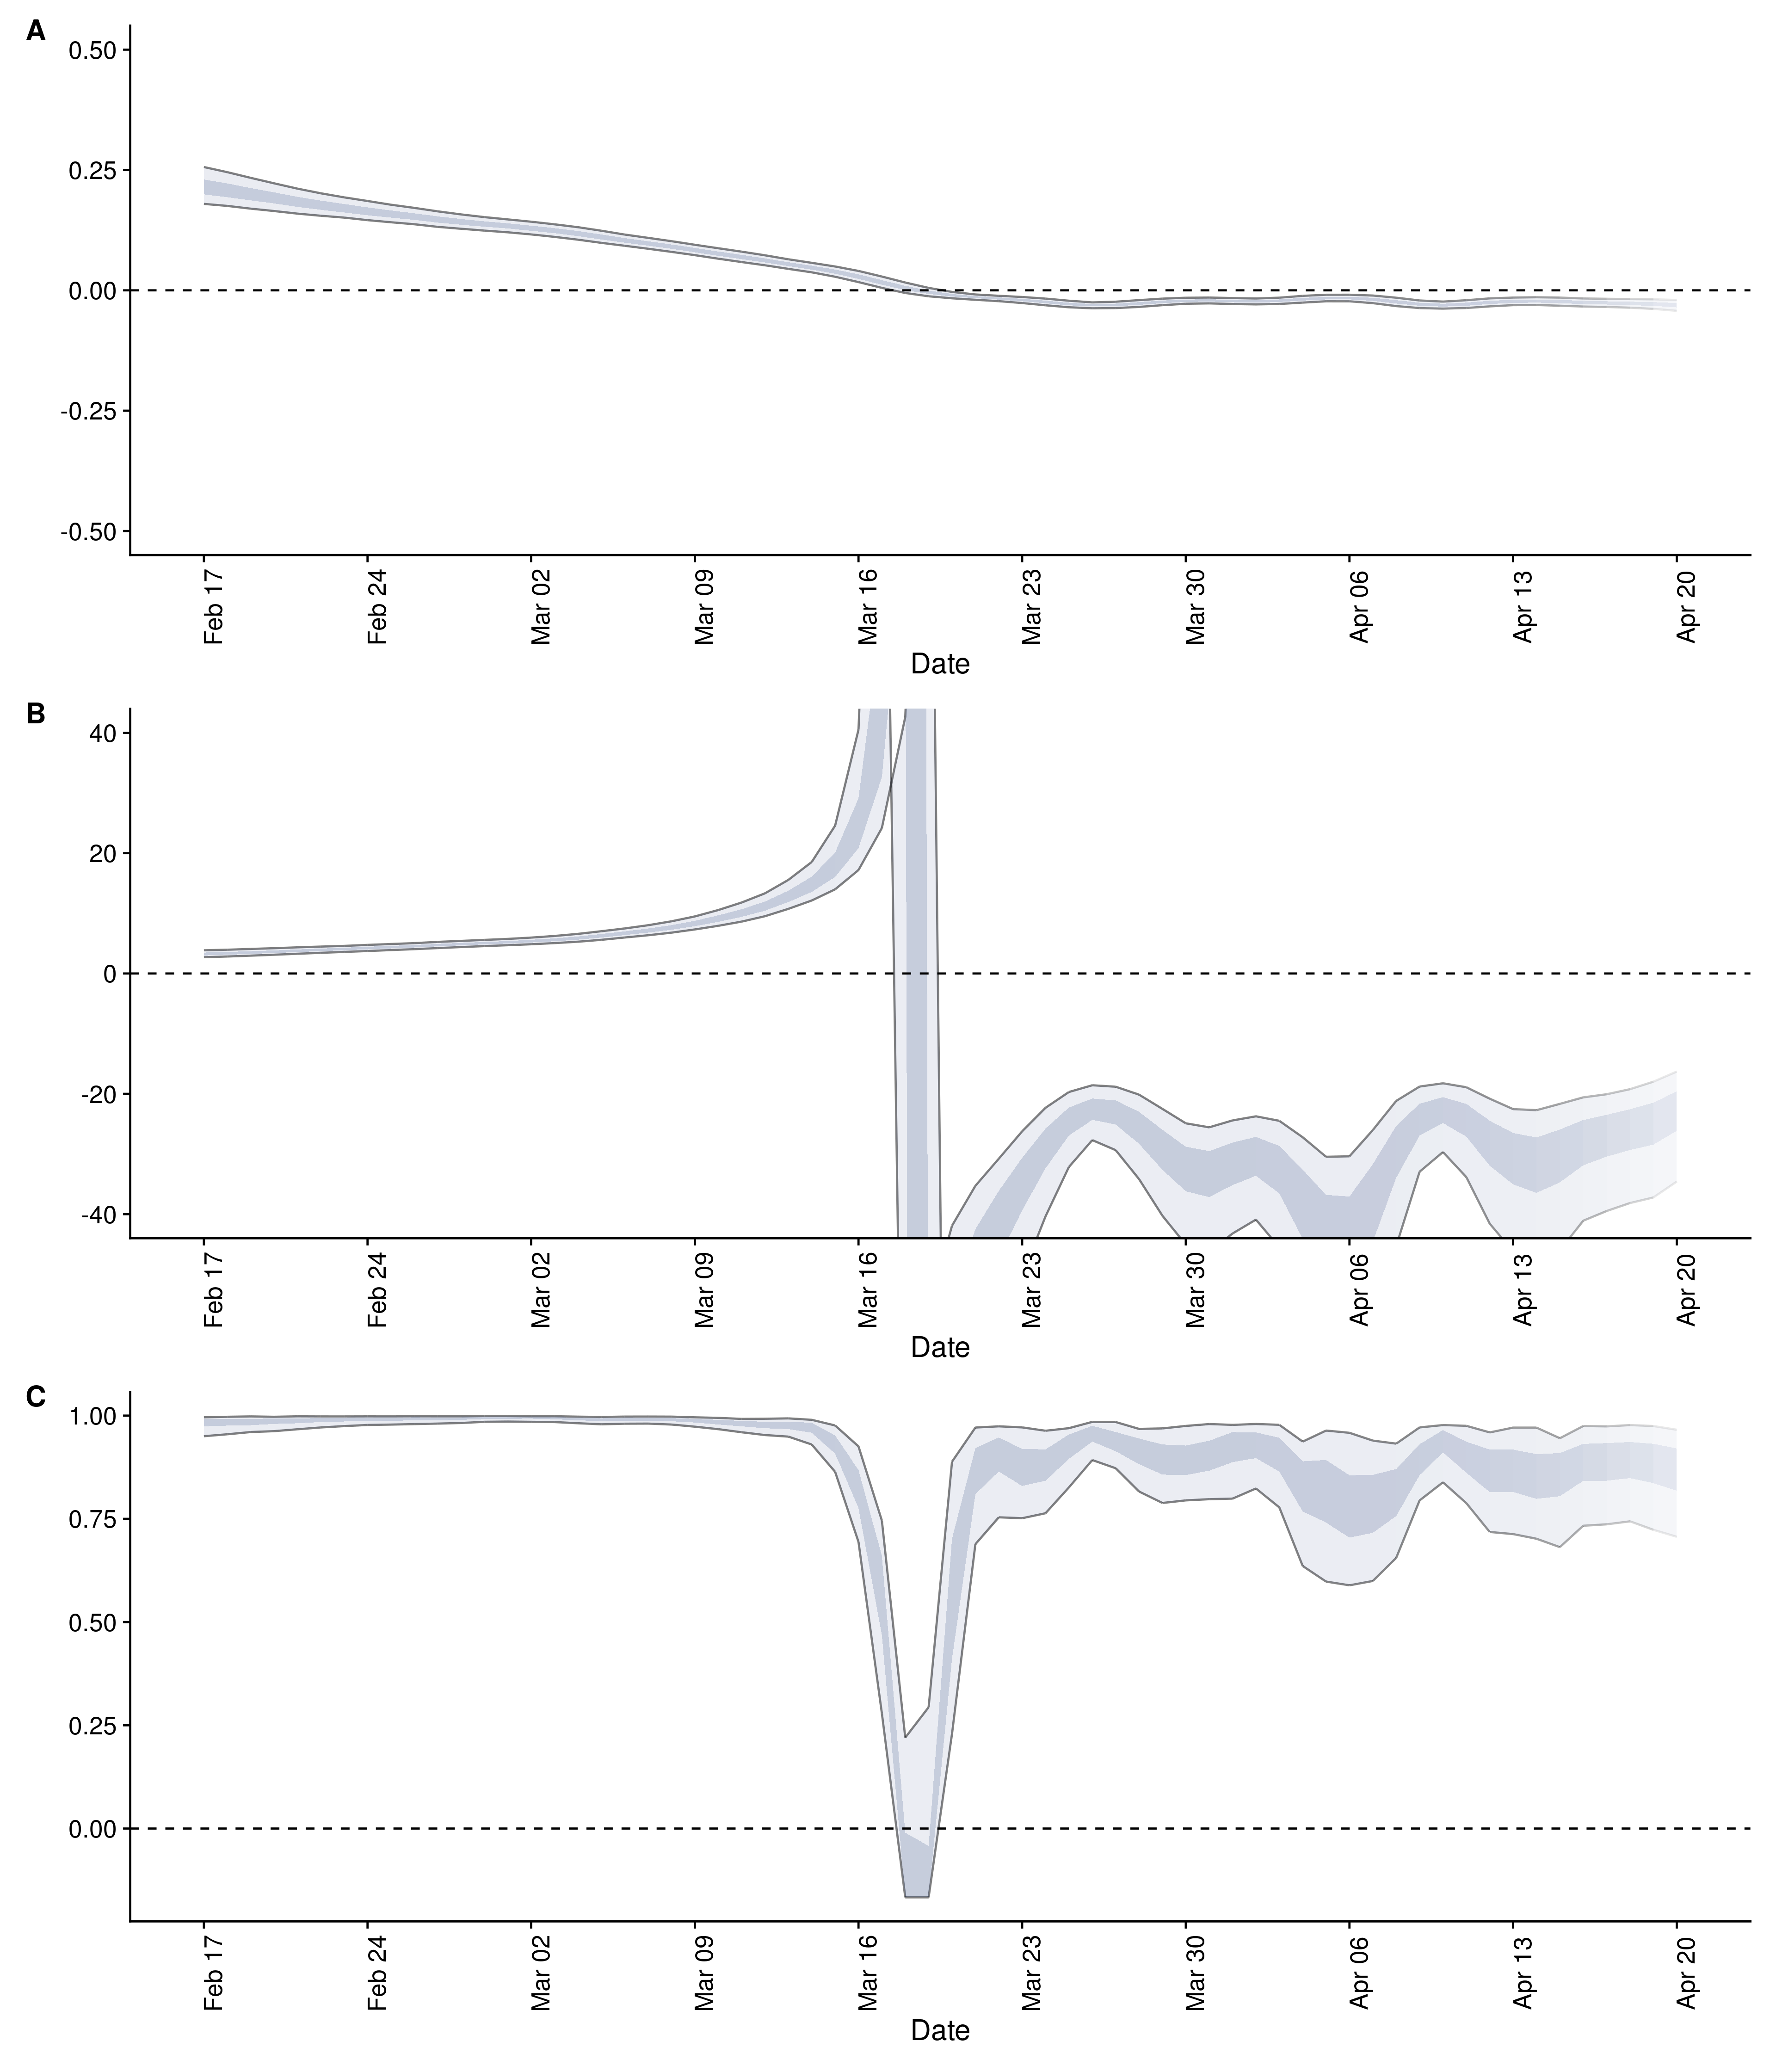 A
0.50
0.25
0.00
-0.25
-0.50
Feb 17
Feb 24
Mar 02
Mar 09
Mar 16
Mar 23
Mar 30
Apr 06
Apr 13
Apr 20
Date
B
40
20
0
-20
-40
Feb 17
Feb 24
Mar 02
Mar 09
Mar 16
Mar 23
Mar 30
Apr 06
Apr 13
Apr 20
Date
C
1.00
0.75
0.50
0.25
0.00
Feb 17
Feb 24
Mar 02
Mar 09
Mar 16
Mar 23
Mar 30
Apr 06
Apr 13
Apr 20
Date